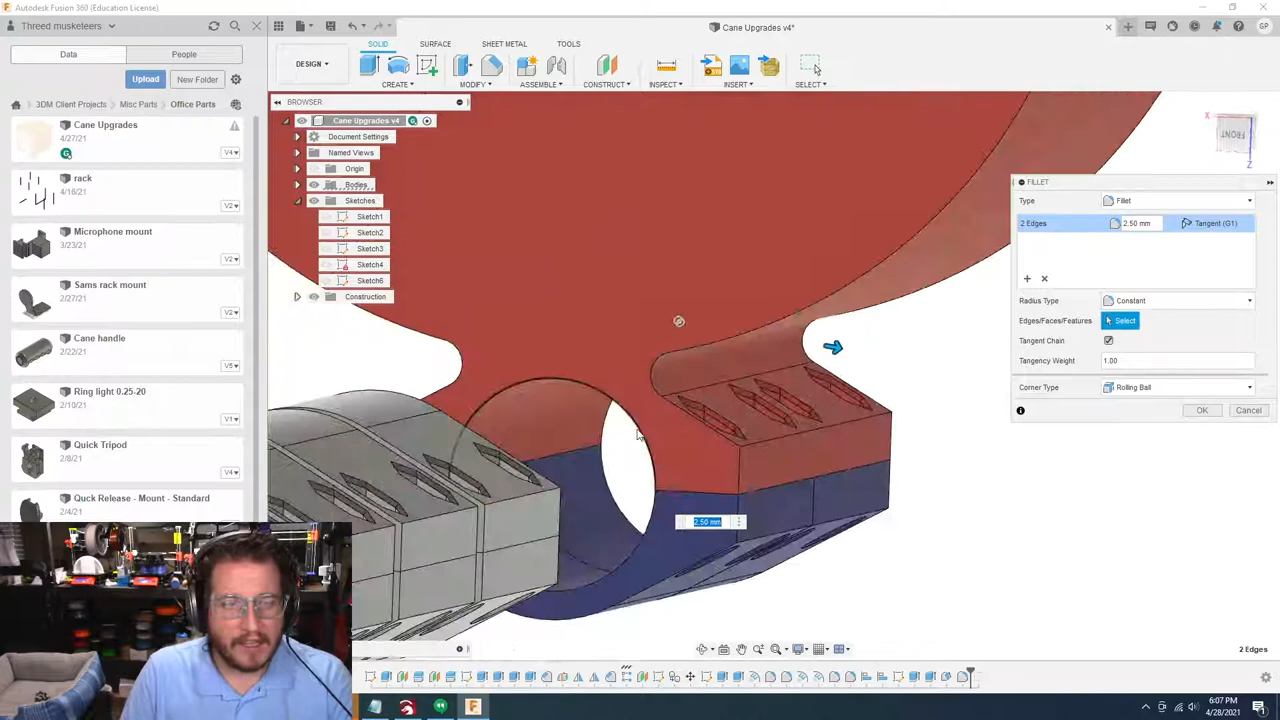 Autodesk Fusion 360 (Education License)
Threed musketeers
Data
People
Upload
New Folder
3DM Client Projects
Misc Parts
Office Parts
Cane Upgrades
4/27/21
G
V4
rack
4/16/21
V2
Microphone mount
3/23/21
V2
Sams rack mount
2/27/21
V2
Cane handle
2/22/21
V5
Ring light 0.25-20
2/10/21
V1
Quick Tripod
2/8/21
V4
Quck Release - Mount - Standard
2/4/21
Cane Upgrades v4*
GP
SOLID
SURFACE
SHEET METAL
TOOLS
DESIGN
CREATE
MODIFY
ASSEMBLE
CONSTRUCT
INSPECT
INSERT
SELECT
BROWSER
Cane Upgrades v4
G
Document Settings
Named Views
Origin
Bodies
Sketches
Sketch1
Sketch2
Sketch3
Sketch4
Sketch6
Construction
X
FRONT
Z
2.50 mm
FILLET
Type
Fillet
2 Edges
2.50 mm
Tangent (G1)
Radius Type
Constant
Edges/Faces/Features
Select
Tangent Chain
Tangency Weight
1.00
Corner Type
Rolling Ball
OK
Cancel
2 Edges
6:07 PM
4/28/2021